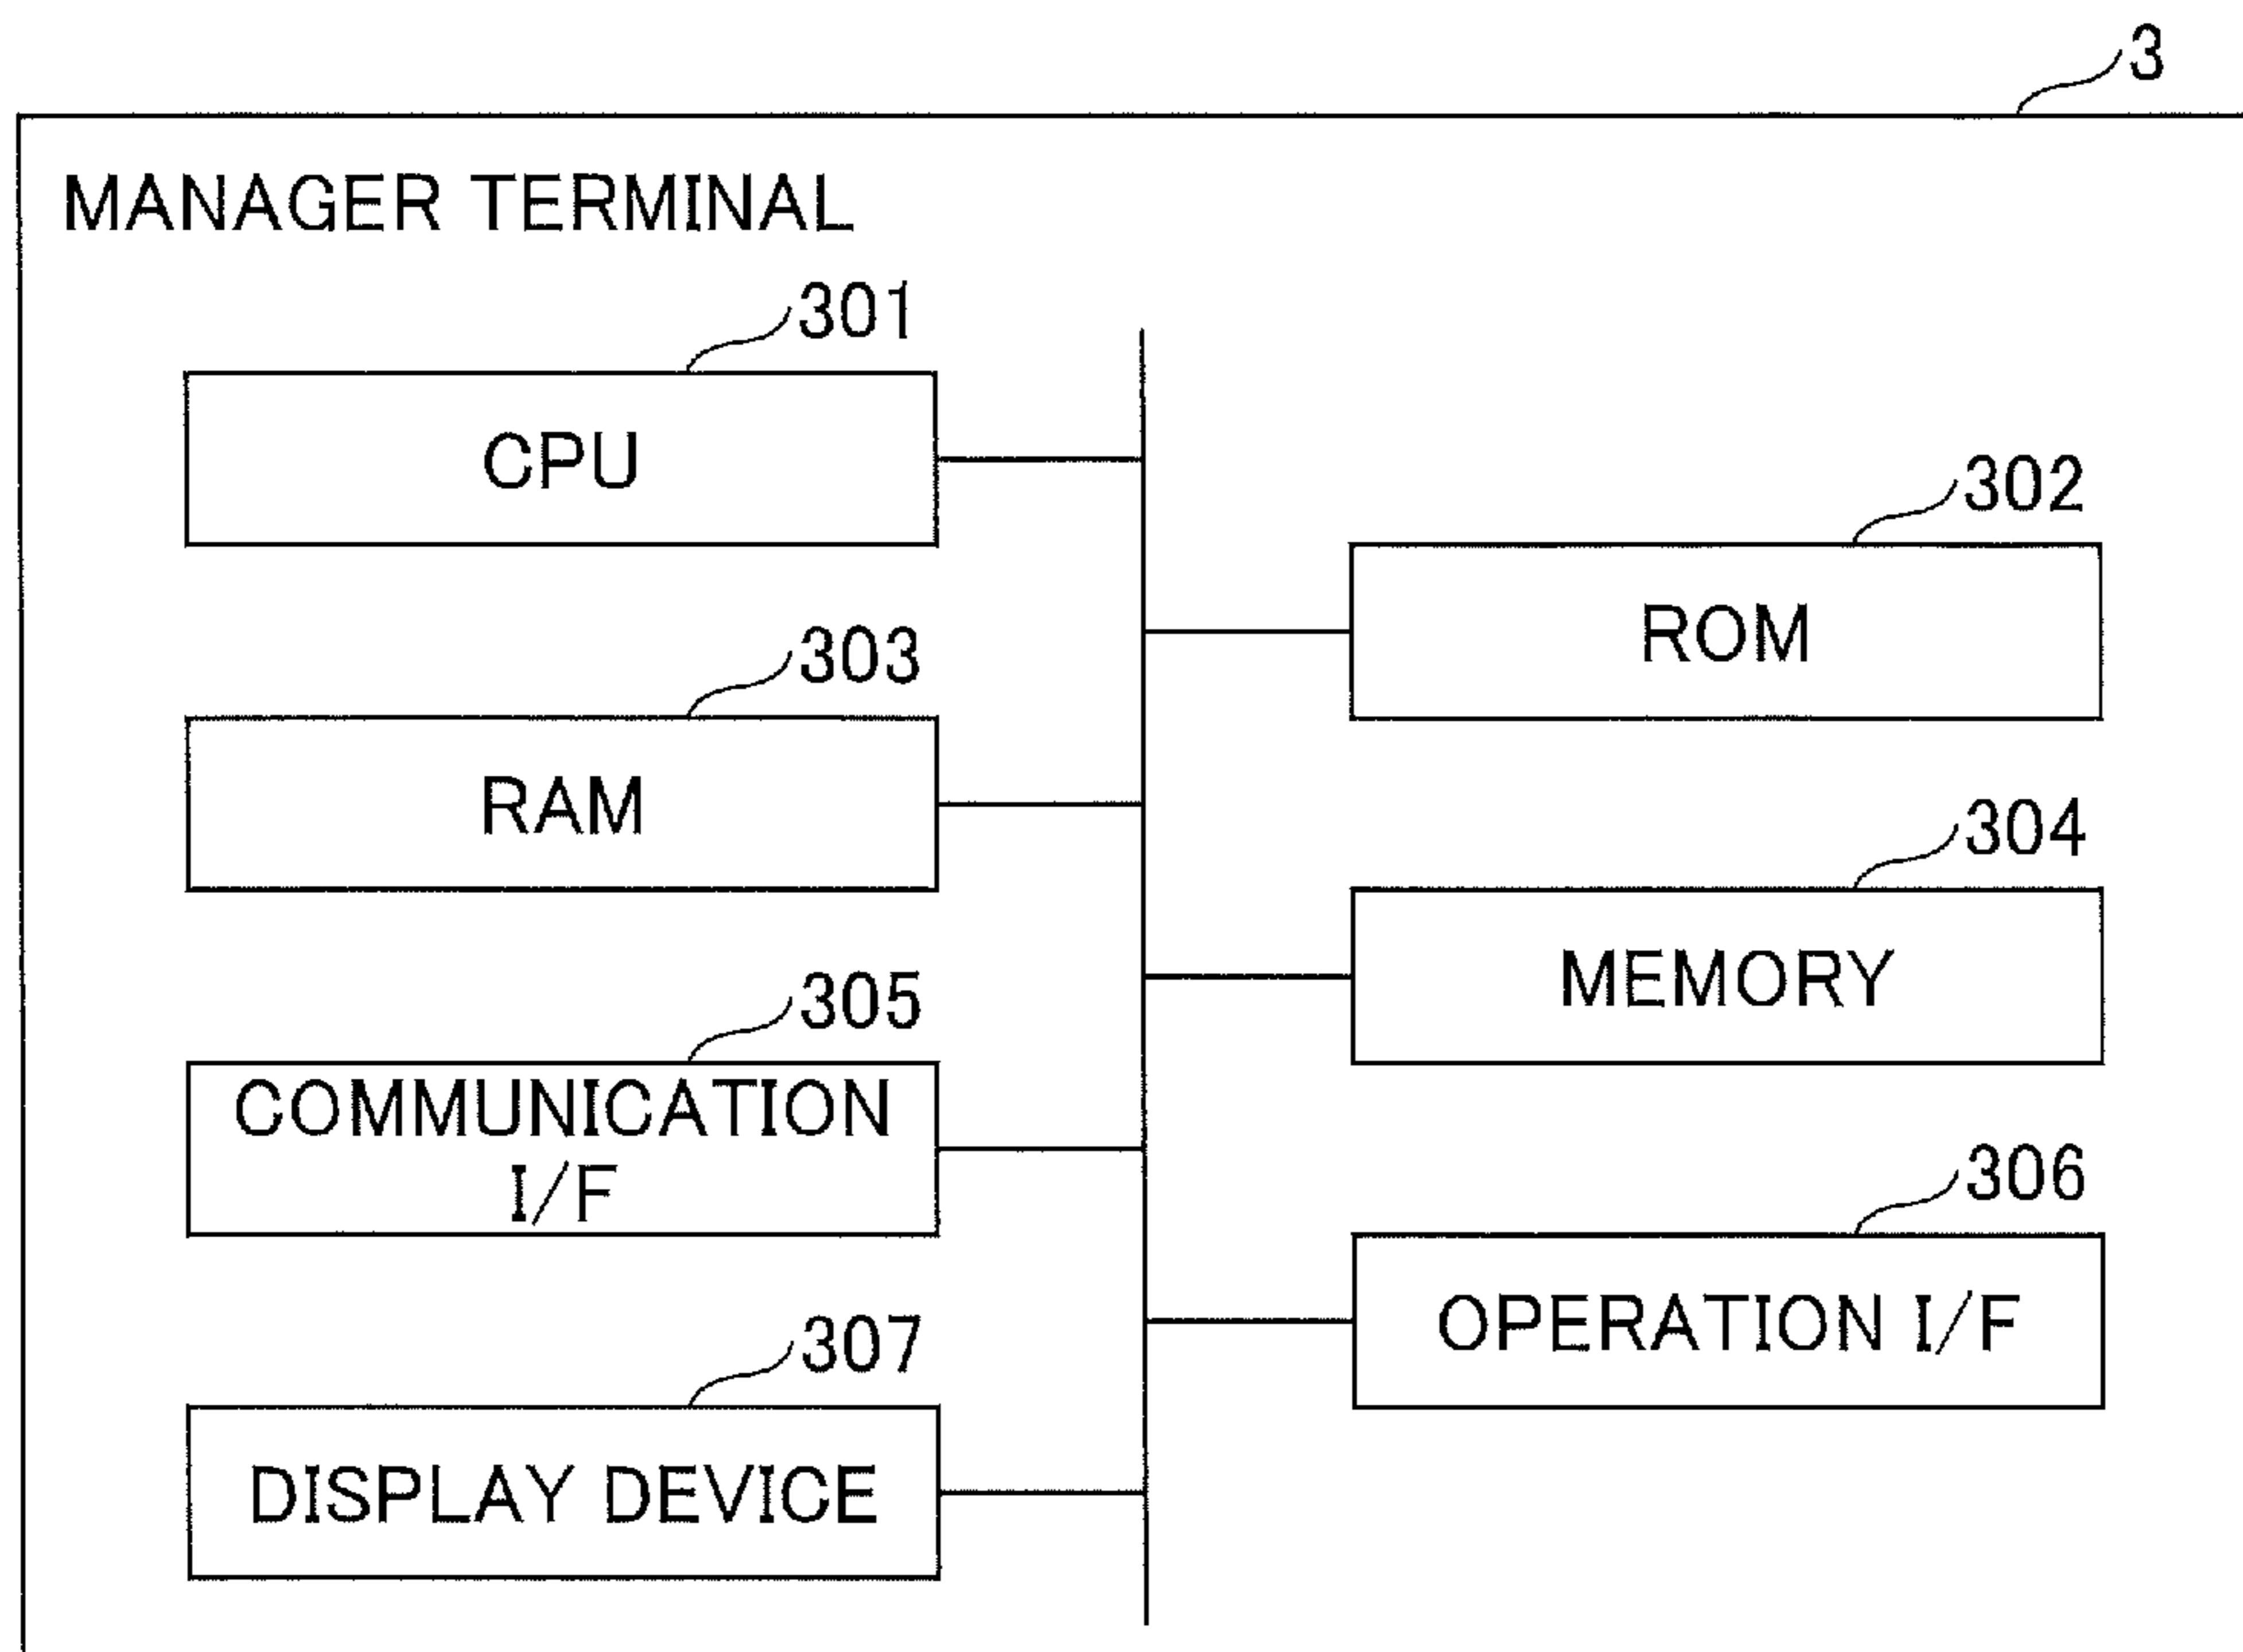 3
MANAGER TERMINAL
301
CPU
302
ROM
303
RAM
304
MEMORY
305
COMMUNICATION
I/F
306
OPERATION I/F
307
DISPLAY DEVICE